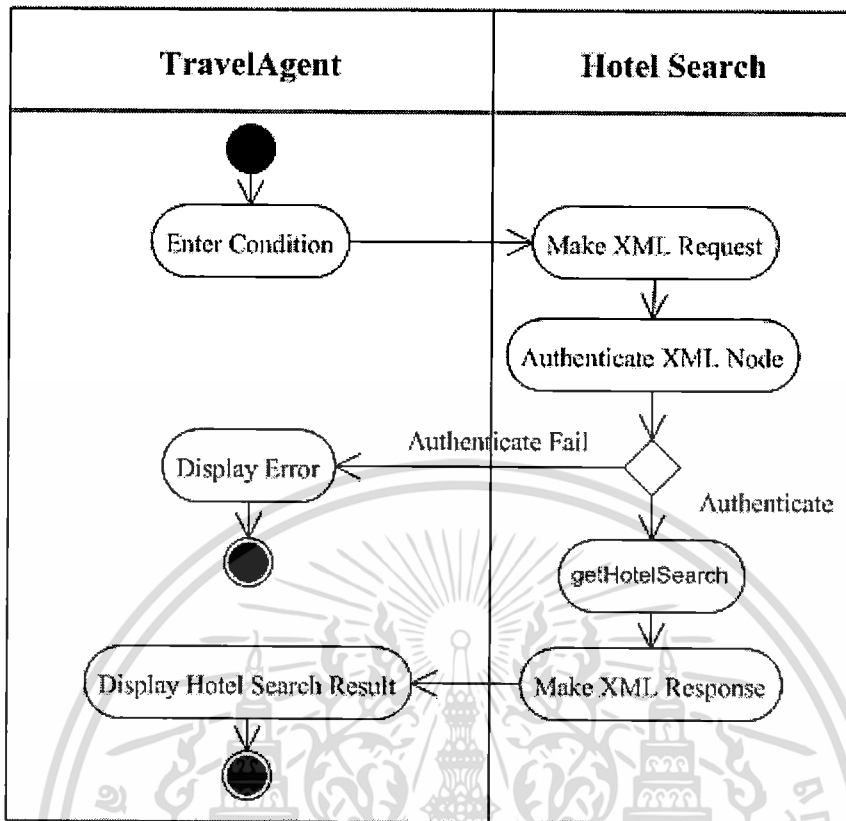 TravelAgent
Hotel Search
Enter Condition
Make XML Request
Authenticate XML Node
Authenticate Fail
Display Error
Authenticate
getHotelSearch
Display Hotel Search Result
Make XML Response